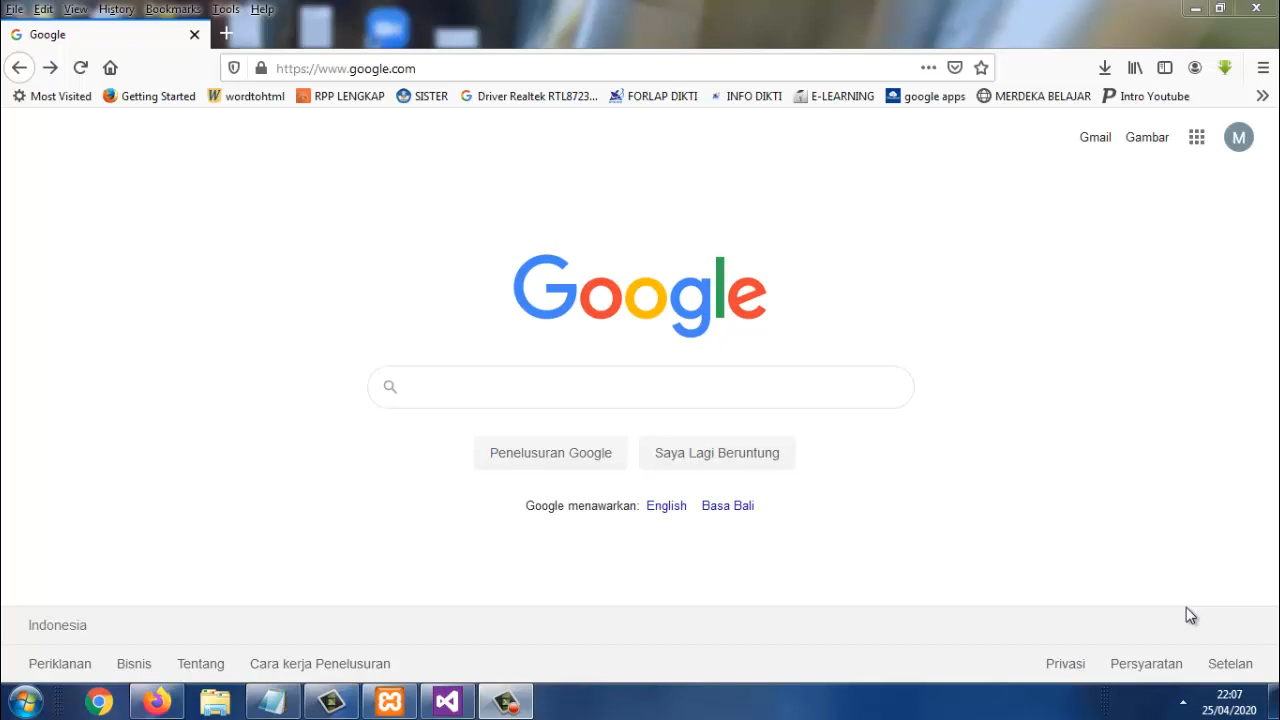 File Edit View History Bookmarks Tools Help
Google
https://www.google.com
Most Visited Getting Started wordtohtml RPP LENGKAP SISTER Driver Realtek RTL8723... FORLAP DIKTI INFO DIKTI E-LEARNING google apps MERDEKA BELAJAR Intro Youtube
Gmail Gambar M
Google
Penelusuran Google Saya Lagi Beruntung
Google menawarkan: English Basa Bali
Indonesia
Periklanan Bisnis Tentang Cara kerja Penelusuran Privasi Persyaratan Setelan
22:07
25/04/2020